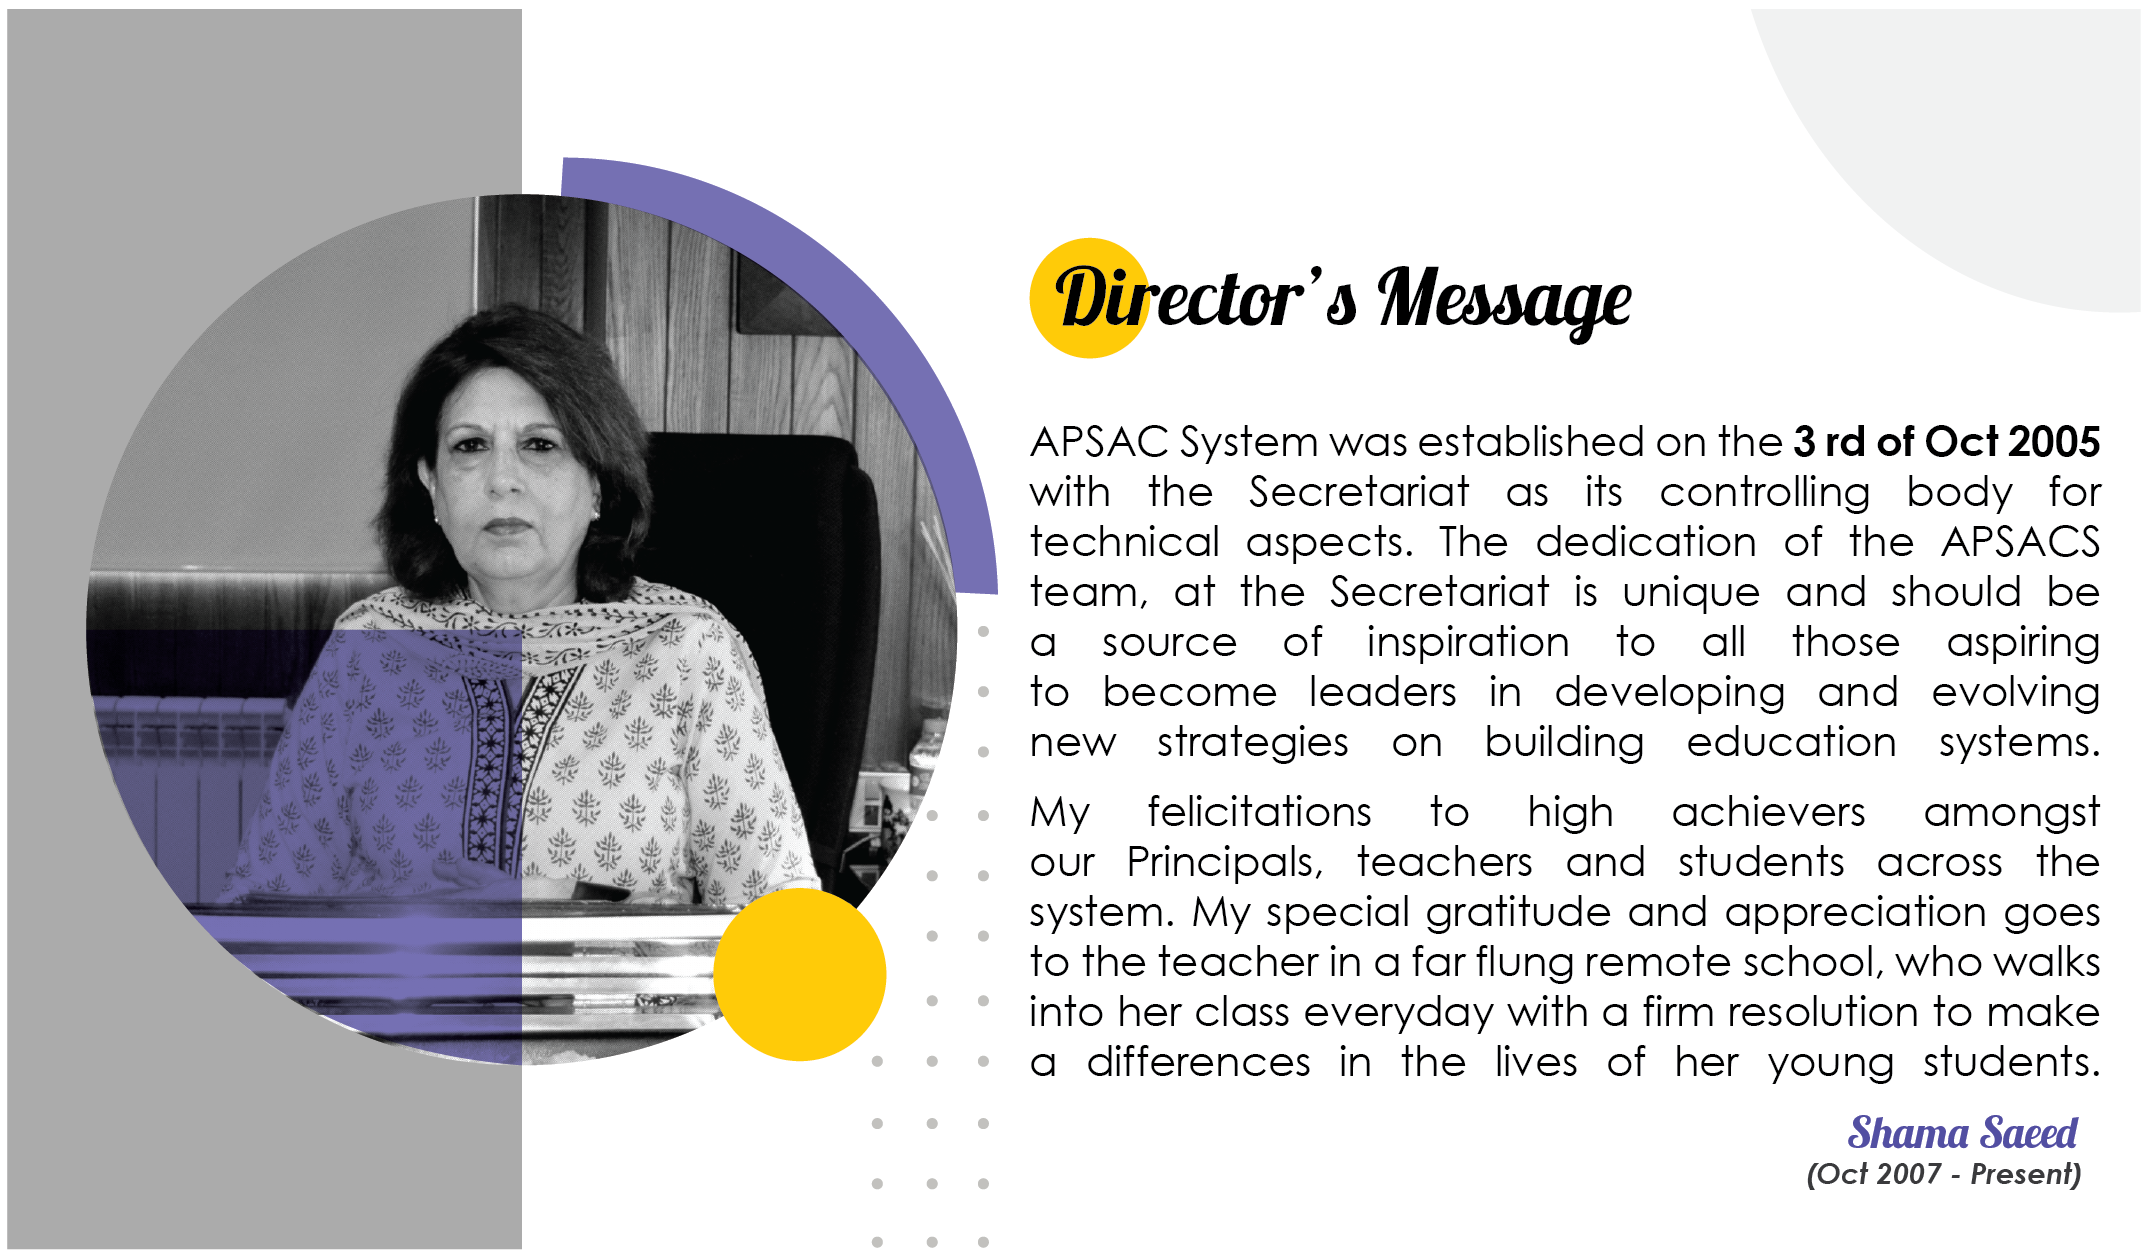 Director’s Message
APSAC System was established on the 3 rd of Oct 2005
with the Secretariat as its controlling body for
technical aspects. The dedication of the APSACS
team, at the Secretariat is unique and should be
a source of inspiration to all those aspiring
to become leaders in developing and evolving
new strategies on building education systems.
My felicitations to high achievers amongst
our Principals, teachers and students across the
system. My special gratitude and appreciation goes
to the teacher in a far flung remote school, who walks
into her class everyday with a firm resolution to make
a differences in the lives of her young students.
Shama Saeed
(Oct 2007 - Present)